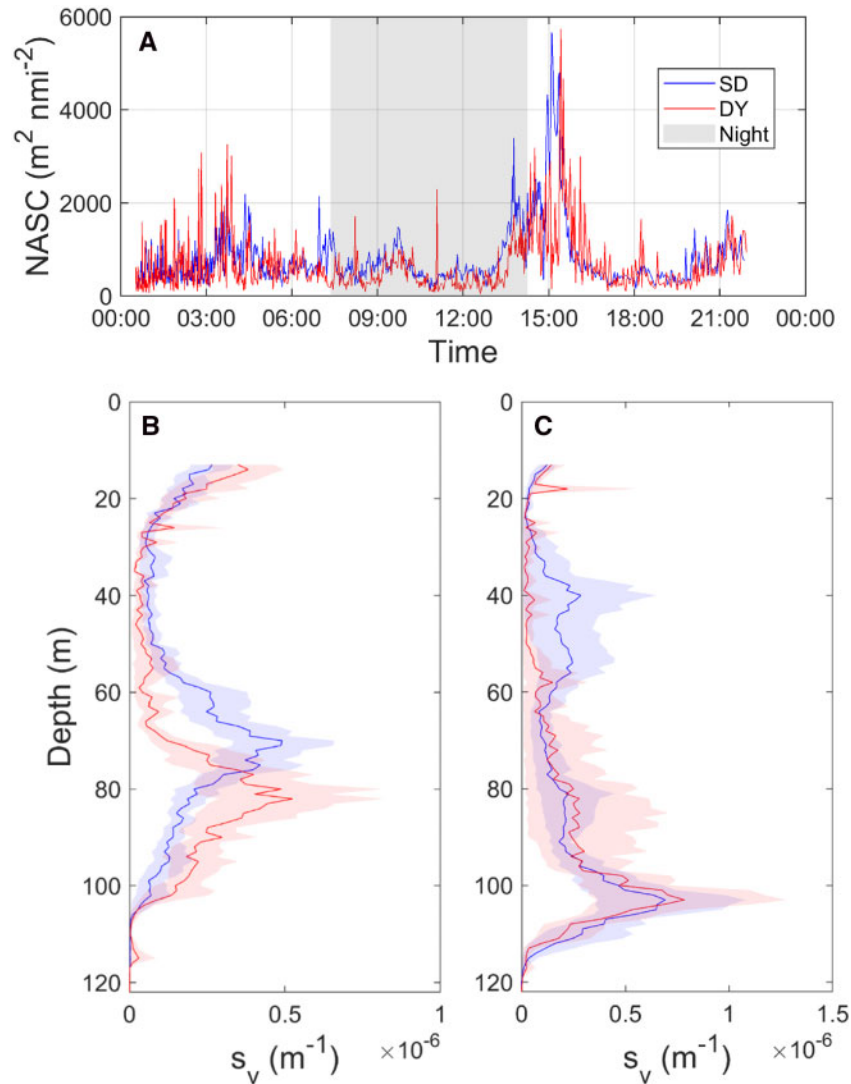 A
6000
4000
2000
0
NASC (m² nmi⁻²)
SD
DY
Night
00:00 03:00 06:00 09:00 12:00 15:00 18:00 21:00 00:00
Time
B
0
20
40
60
80
100
120
Depth (m)
0 0.5 1
s_v (m⁻¹) ×10⁻⁶
C
0
20
40
60
80
100
120
0 0.5 1 1.5
s_v (m⁻¹) ×10⁻⁶